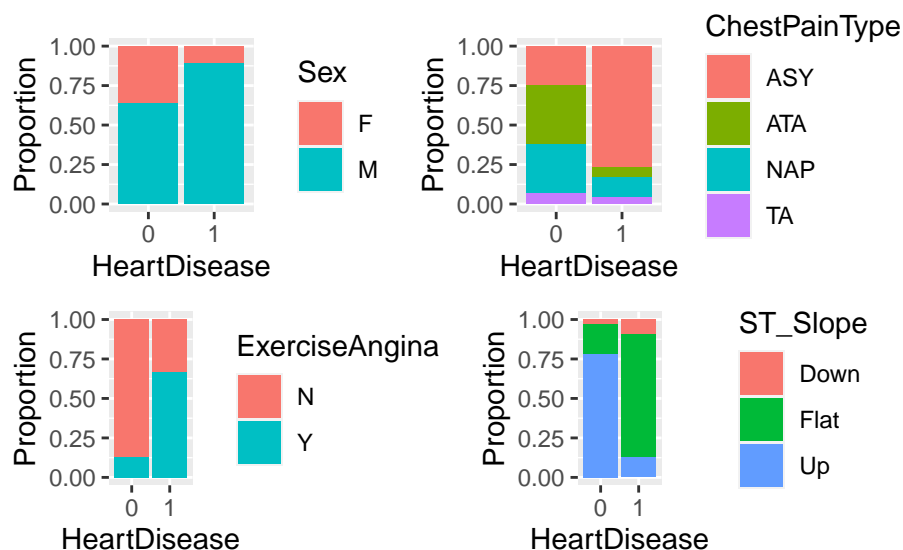 1.00
0.75
0.50
0.25
0.00
Proportion
0 1
HeartDisease
Sex
F
M
1.00
0.75
0.50
0.25
0.00
Proportion
0 1
HeartDisease
ChestPainType
ASY
ATA
NAP
TA
1.00
0.75
0.50
0.25
0.00
Proportion
0 1
HeartDisease
ExerciseAngina
N
Y
1.00
0.75
0.50
0.25
0.00
Proportion
0 1
HeartDisease
ST_Slope
Down
Flat
Up